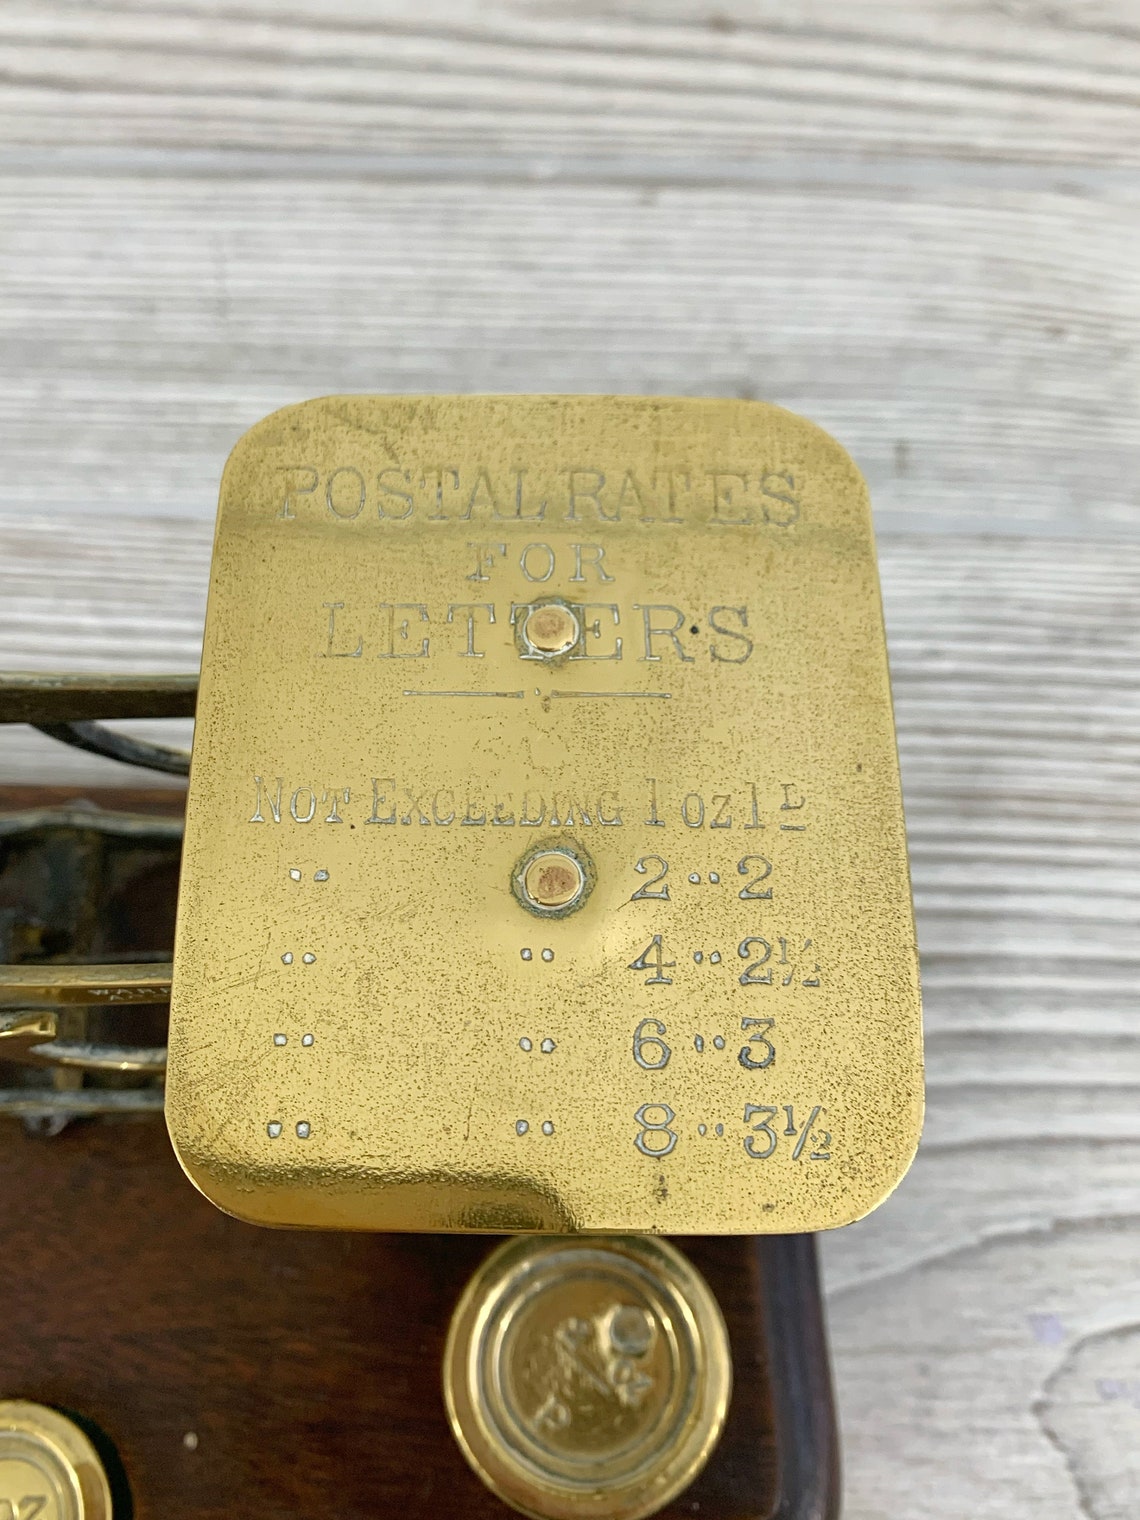 POSTAL RATES
FOR
LETTERS
NOT EXCEEDING 1 OZ 1D
" 2 " 2
" " 4 " 2½
" " 6 " 3
" " 8 " 3½